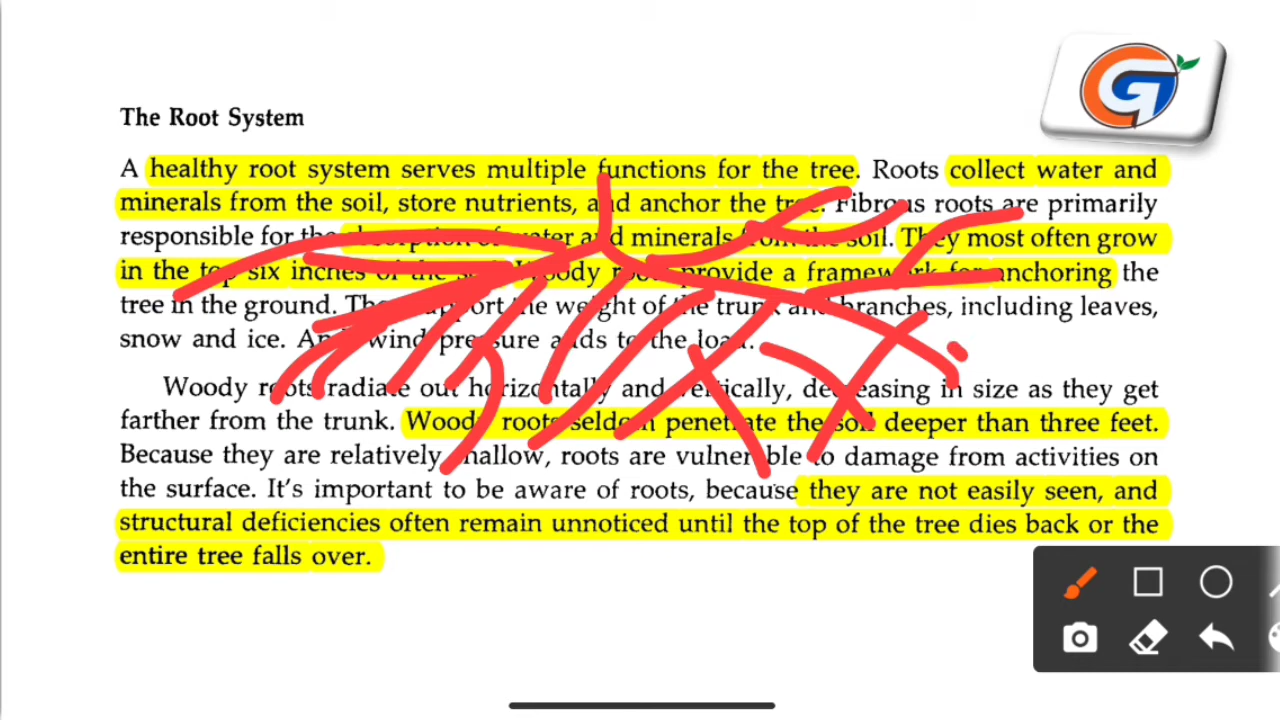 The Root System
A healthy root system serves multiple functions for the tree. Roots collect water and
minerals from the soil, store nutrients, and anchor the tree. Fibrous roots are primarily
responsible for the absorption of water and minerals from the soil. They most often grow
in the top six inches of the soil. Woody roots provide a framework for anchoring the
tree in the ground. They support the weight of the trunk and branches, including leaves,
snow and ice. And wind pressure adds to the load.
Woody roots radiate out horizontally and vertically, decreasing in size as they get
farther from the trunk. Woody roots seldom penetrate the soil deeper than three feet.
Because they are relatively shallow, roots are vulnerable to damage from activities on
the surface. It's important to be aware of roots, because they are not easily seen, and
structural deficiencies often remain unnoticed until the top of the tree dies back or the
entire tree falls over.